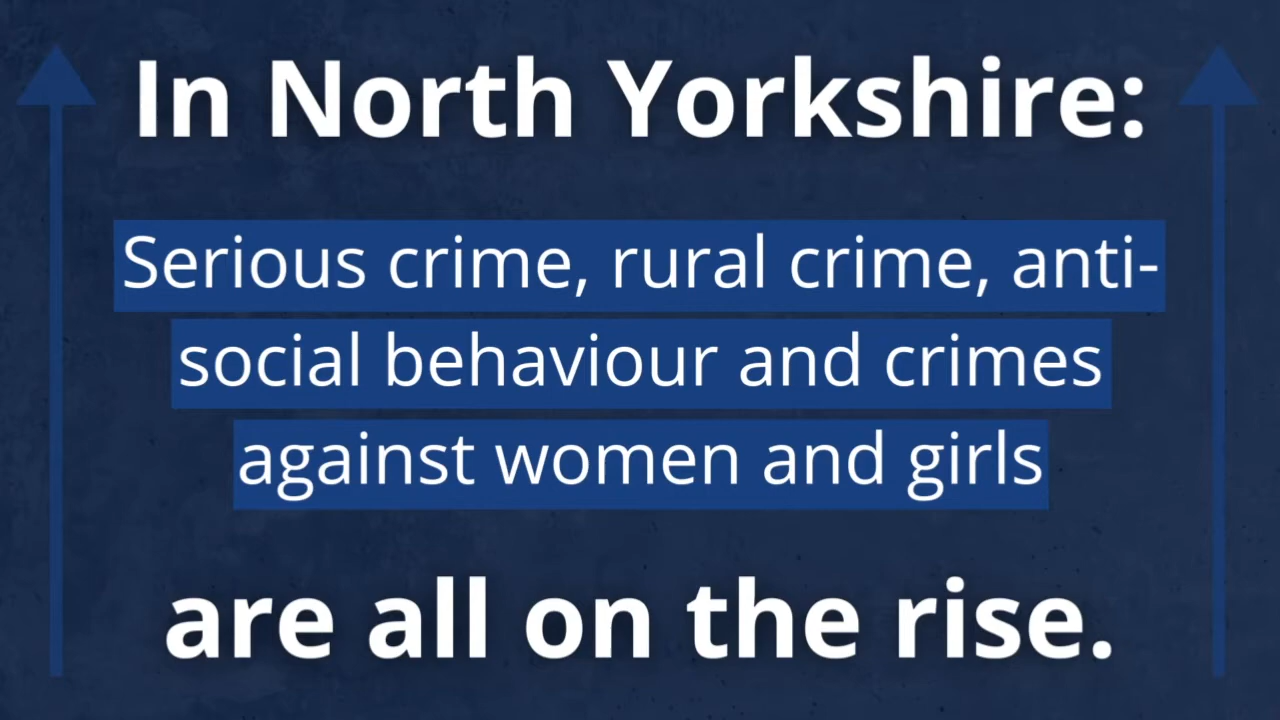 In North Yorkshire:
Serious crime, rural crime, anti-
social behaviour and crimes
against women and girls
are all on the rise.